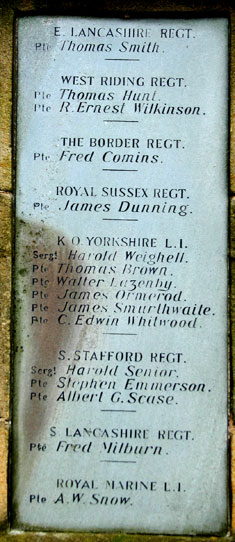 E. LANCASHIRE REGT.
Pte Thomas Smith.
WEST RIDING REGT.
Pte Thomas Hunt.
Pte R. Ernest Wilkinson.
THE BORDER REGT.
Pte Fred Comins.
ROYAL SUSSEX REGT.
Pte James Dunning.
K.O. YORKSHIRE L.I.
Sergt Harold Weighell.
Pte Thomas Brown.
Pte Walter Lazenby.
Pte James Ormerod.
Pte James Smurthwaite.
Pte C. Edwin Whitwood.
S. STAFFORD REGT.
Sergt Harold Senior.
Pte Stephen Emmerson.
Pte Albert G. Scase.
S LANCASHIRE REGT.
Pte Fred Milburn.
ROYAL MARINE L.I.
Pte A.W. Snow.